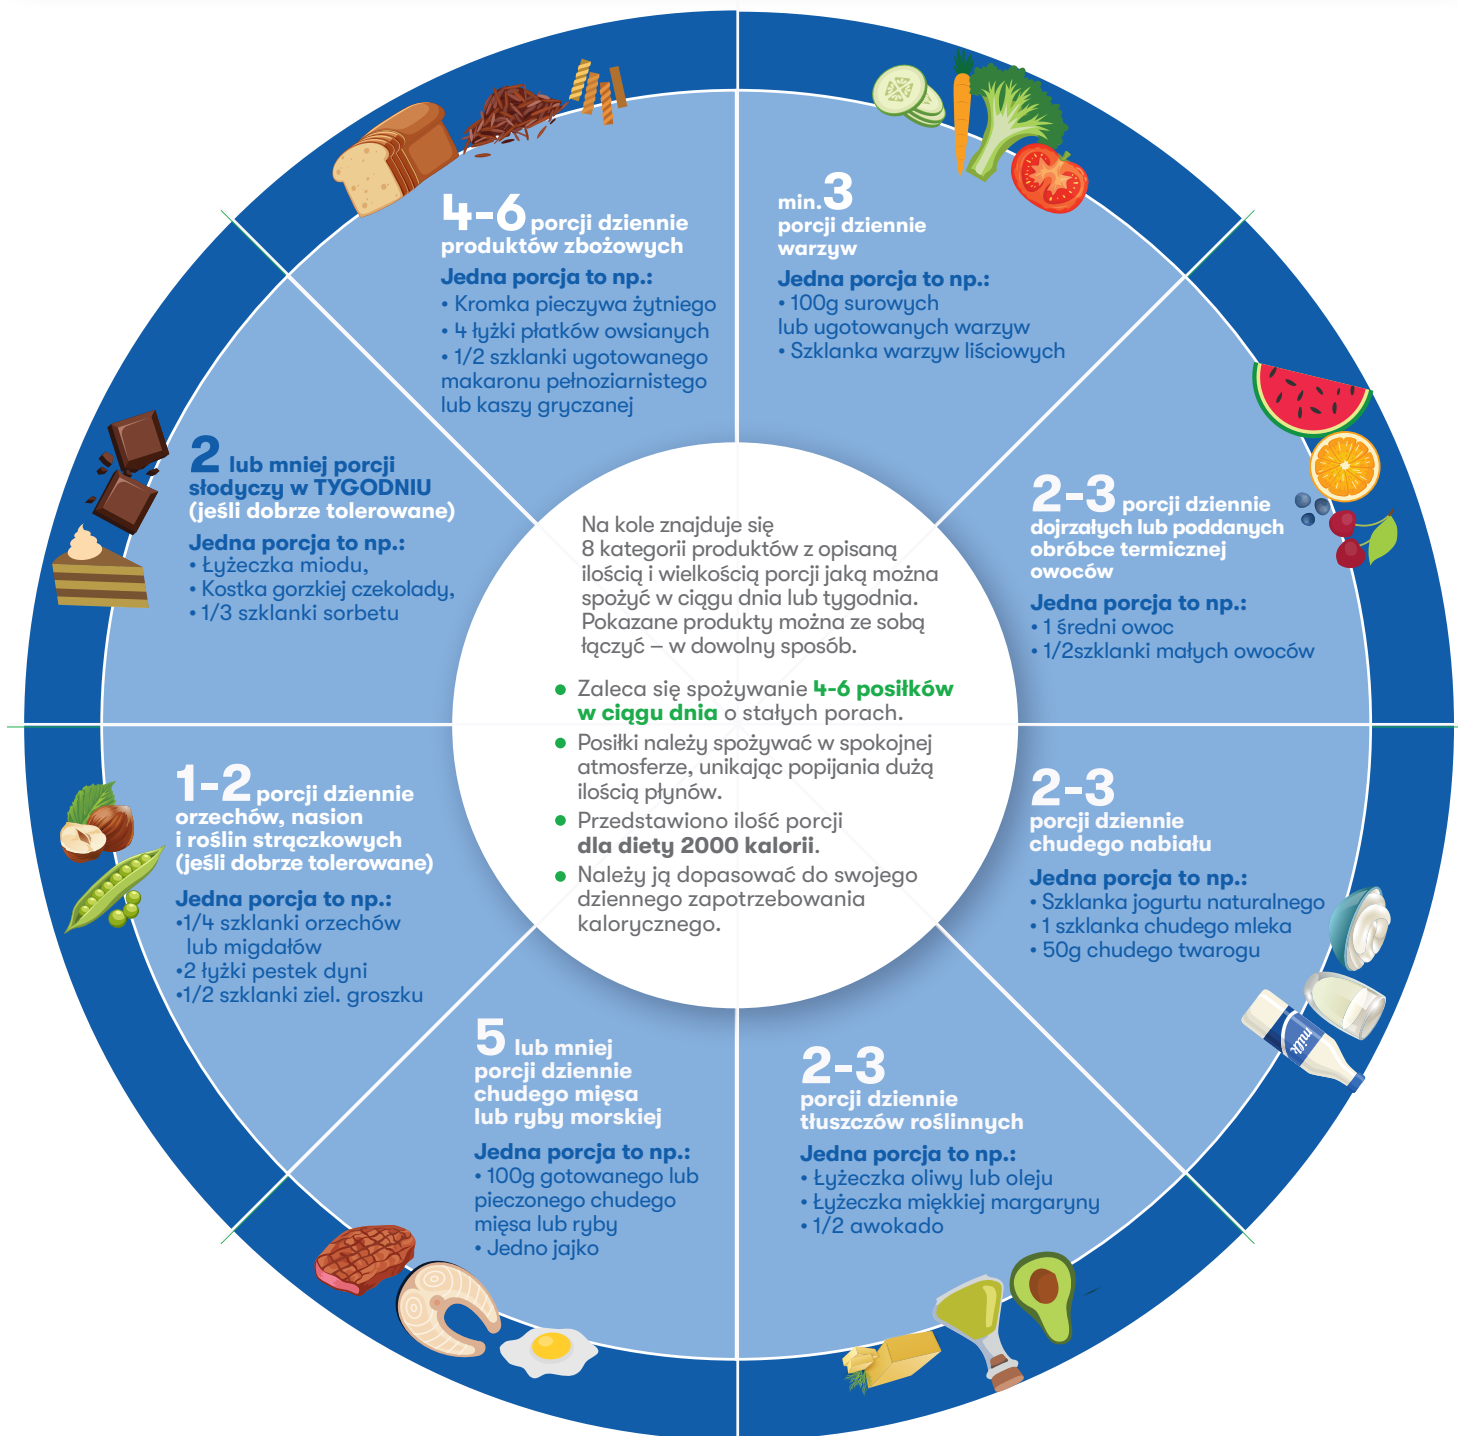 4-6 porcji dziennie
produktów zbożowych
Jedna porcja to np.:
• Kromka pieczywa żytniego
• 4 łyżki płatków owsianych
• 1/2 szklanki ugotowanego
makaronu pełnoziarnistego
lub kaszy gryczanej
min.3
porcji dziennie
warzyw
Jedna porcja to np.:
• 100g surowych
lub ugotowanych warzyw
• Szklanka warzyw liściowych
2-3 porcji dziennie
dojrzałych lub poddanych
obróbce termicznej
owoców
Jedna porcja to np.:
• 1 średni owoc
• 1/2szklanki małych owoców
2-3
porcji dziennie
chudego nabiału
Jedna porcja to np.:
• Szklanka jogurtu naturalnego
• 1 szklanka chudego mleka
• 50g chudego twarogu
milk
2-3
porcji dziennie
tłuszczów roślinnych
Jedna porcja to np.:
• Łyżeczka oliwy lub oleju
• Łyżeczka miękkiej margaryny
• 1/2 awokado
5 lub mniej
porcji dziennie
chudego mięsa
lub ryby morskiej
Jedna porcja to np.:
• 100g gotowanego lub
pieczonego chudego
mięsa lub ryby
• Jedno jajko
1-2 porcji dziennie
orzechów, nasion
i roślin strączkowych
(jeśli dobrze tolerowane)
Jedna porcja to np.:
•1/4 szklanki orzechów
lub migdałów
•2 łyżki pestek dyni
•1/2 szklanki ziel. groszku
2 lub mniej porcji
słodyczy w TYGODNIU
(jeśli dobrze tolerowane)
Jedna porcja to np.:
• Łyżeczka miodu,
• Kostka gorzkiej czekolady,
• 1/3 szklanki sorbetu
Na kole znajduje się
8 kategorii produktów z opisaną
ilością i wielkością porcji jaką można
spożyć w ciągu dnia lub tygodnia.
Pokazane produkty można ze sobą
łączyć – w dowolny sposób.
• Zaleca się spożywanie 4-6 posiłków
w ciągu dnia o stałych porach.
• Posiłki należy spożywać w spokojnej
atmosferze, unikając popijania dużą
ilością płynów.
• Przedstawiono ilość porcji
dla diety 2000 kalorii.
• Należy ją dopasować do swojego
dziennego zapotrzebowania
kalorycznego.